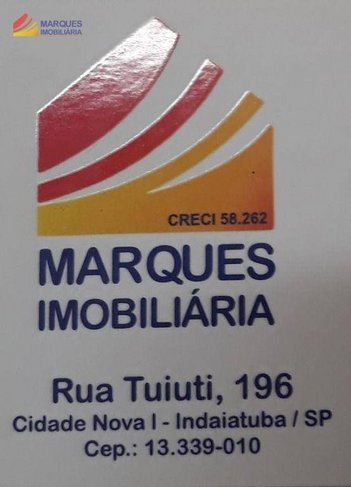 MARQUES
IMOBILIÁRIA
CRECI 58.262
MARQUES
IMOBILIÁRIA
Rua Tuiuti, 196
Cidade Nova I - Indaiatuba / SP
Cep.: 13.339-010